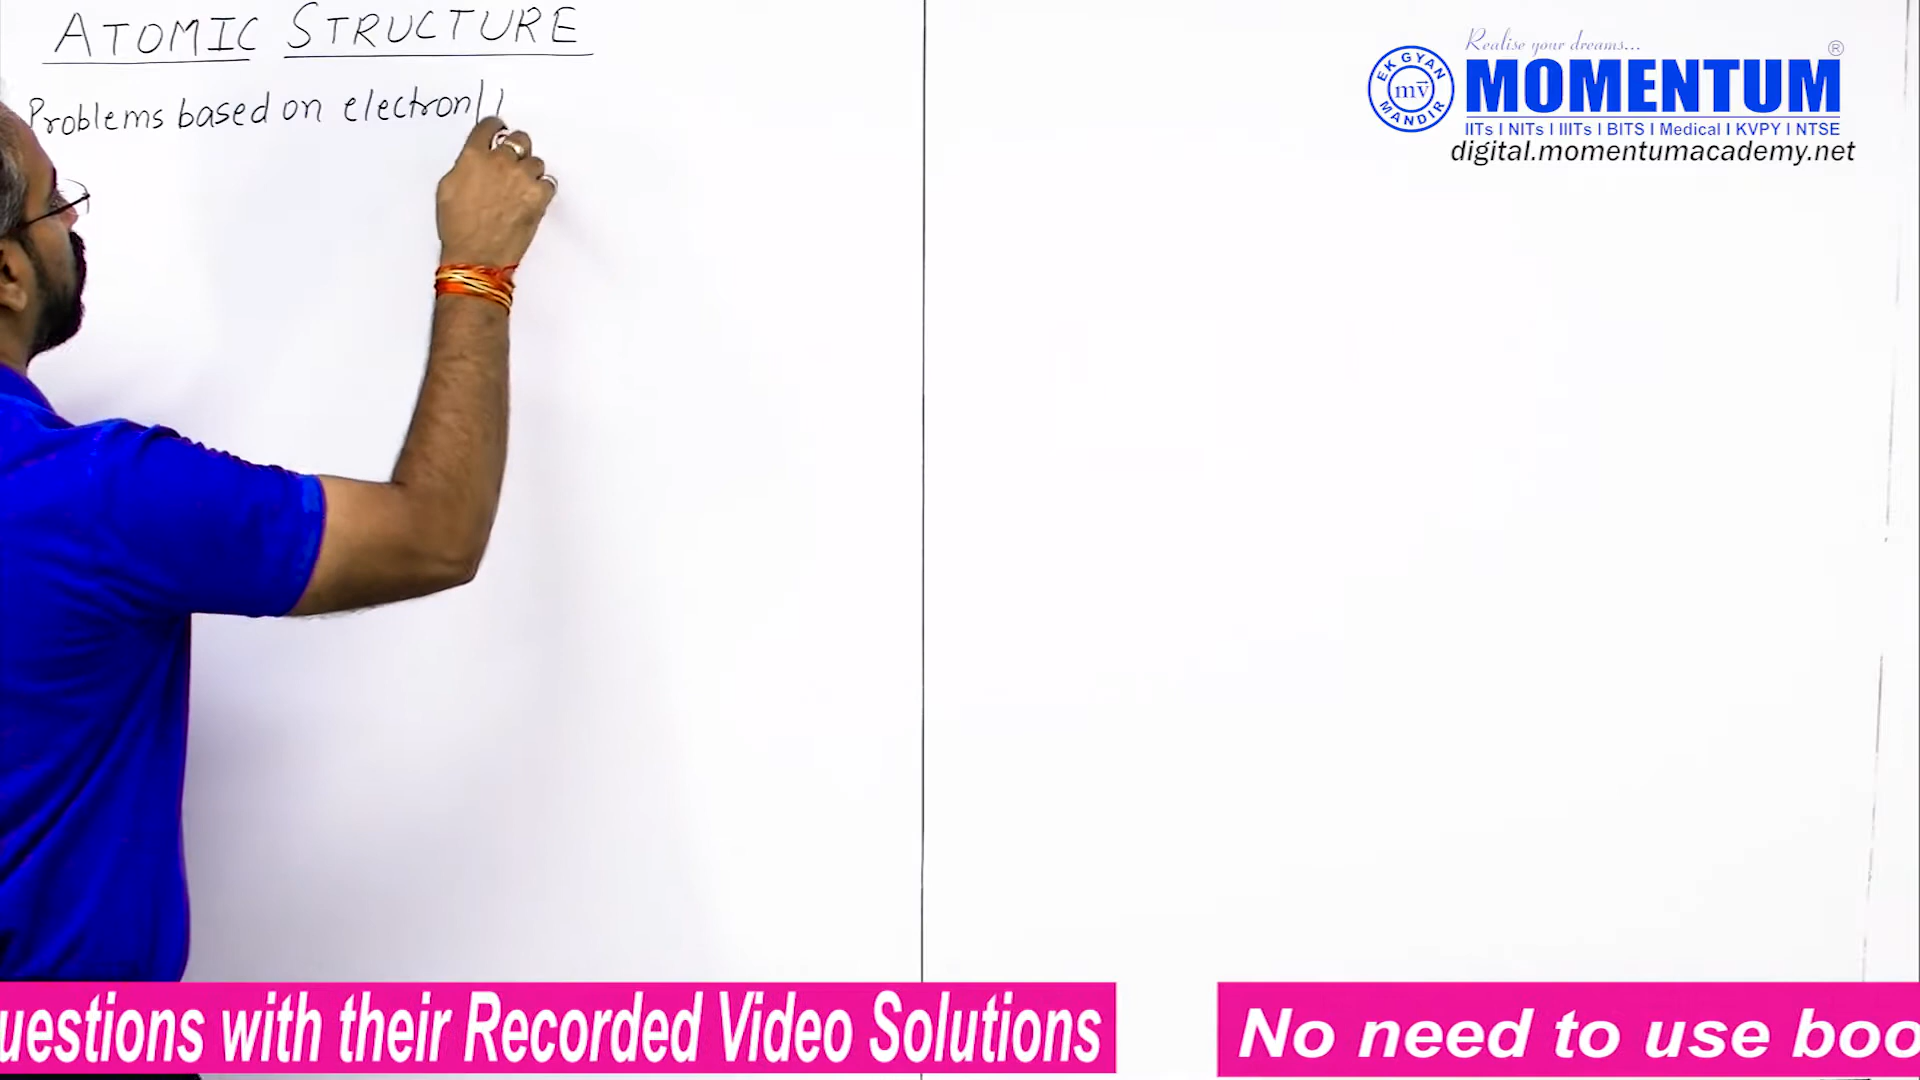 ATOMIC STRUCTURE
Problems based on electron
Realise your dreams...
EK GYAN MANDIR
mv
MOMENTUM ®
IITs I NITs I IIITs I BITS I Medical I KVPY I NTSE
digital.momentumacademy.net
uestions with their Recorded Video Solutions
No need to use boo